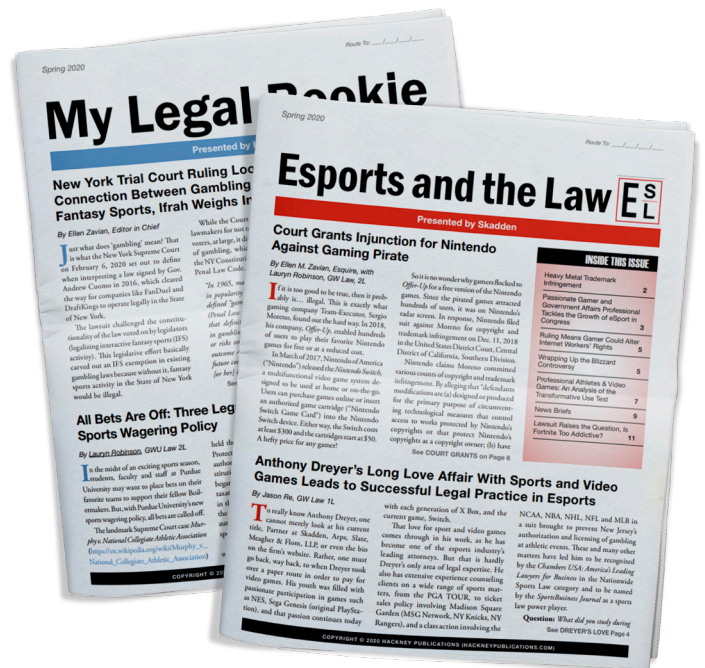 Spring 2020
Route To: ___/___/___/___
My Legal Bookie
Presented by
New York Trial Court Ruling
Connection Between Gambling
Fantasy Sports, Ifrah Weighs
By Ellen Zavian, Editor in Chief
Just what does 'gambling' mean? That
is what the New York Supreme Court
on February 6, 2020 set out to define
when interpreting a law signed by Gov.
Andrew Cuomo in 2016, which cleared
the way for companies like FanDuel and
DraftKings to operate legally in the State
of New York.
The lawsuit challenged the constitu-
tionality of the law voted on by legislators
(legalizing interactive fantasy sports (IFS)
activity). This legislative effort basically
carved out an IFS exemption in existing
gambling laws because without it, fantasy
sports activity in the State of New York
would be illegal.
While the Court
lawmakers for not
voters, at large, it
of gambling, which
the NY Constitution
Penal Law Code.
"In 1965,
in popularity
defined
(Penal Law
that
in gambling
or risks
outcome
future
[or her]
All Bets Are Off: Three
Sports Wagering Policy
By Lauryn Robinson, GWU Law 2L
In the midst of an exciting sports season,
students, faculty and staff at Purdue
University may want to place bets on their
favorite teams to support their fellow Boil-
ermakers. But, with Purdue University's new
sports wagering policy, all bets are called off.
The landmark Supreme Court case Mur-
phy v. National Collegiate Athletic Association
(https://en.wikipedia.org/wiki/Murphy_v._
National_Collegiate_Athletic_Association)
held
COPYRIGHT ©
Spring 2020
Route To: ___/___/___/___
Esports and the Law
ESL
Presented by Skadden
Court Grants Injunction for Nintendo
Against Gaming Pirate
By Ellen M. Zavian, Esquire, with
Lauryn Robinson, GW Law, 2L
If it is too good to be true, then it prob-
ably is… illegal. This is exactly what
gaming company Team-Executor, Sergio
Moreno, found out the hard way. In 2018,
his company, Offer-Up, enabled hundreds
of users to play their favorite Nintendo
games for free or at a reduced cost.
In March of 2017, Nintendo of America
("Nintendo") released the Nintendo Switch,
a multifunctional video game system de-
signed to be used at home or on-the-go.
Users can purchase games online or insert
an authorized game cartridge ("Nintendo
Switch Game Card") into the Nintendo
Switch device. Either way, the Switch costs
at least $300 and the cartridges start at $50.
A hefty price for any gamer!
So it is no wonder why gamers flocked to
Offer-Up for a free version of the Nintendo
games. Since the pirated games attracted
hundreds of users, it was on Nintendo's
radar screen. In response, Nintendo filed
suit against Moreno for copyright and
trademark infringement on Dec. 11, 2018
in the United States District Court, Central
District of California, Southern Division.
Nintendo claims Moreno committed
various counts of copyright and trademark
infringement. By alleging that "defendants
modifications are (a) designed or produced
for the primary purpose of circumvent-
ing technological measures that control
access to works protected by Nintendo's
copyrights or that protect Nintendo's
copyrights as a copyright owner; (b) have
See COURT GRANTS on Page 6
INSIDE THIS ISSUE
Heavy Metal Trademark
Infringement 2
Passionate Gamer and
Government Affairs Professional
Tackles the Growth of eSport in
Congress 3
Ruling Means Gamer Could Alter
Internet Workers' Rights 5
Wrapping Up the Blizzard
Controversy 5
Professional Athletes & Video
Games: An Analysis of the
Transformative Use Test 7
News Briefs 9
Lawsuit Raises the Question, Is
Fortnite Too Addictive? 11
Anthony Dreyer's Long Love Affair With Sports and Video
Games Leads to Successful Legal Practice in Esports
By Jason Re, GW Law 1L
To really know Anthony Dreyer, one
cannot merely look at his current
title, Partner at Skadden, Arps, Slate,
Meagher & Flom, LLP, or even the bio
on the firm's website. Rather, one must
go back, way back, to when Dreyer took
over a paper route in order to pay for
video games. His youth was filled with
passionate participation in games such
as NES, Sega Genesis (original PlaySta-
tion), and that passion continues today
with each generation of X Box, and the
current game, Switch.
That love for sport and video games
comes through in his work, as he has
become one of the esports industry's
leading attorneys. But that is hardly
Dreyer's only area of legal expertise. He
also has extensive experience counseling
clients on a wide range of sports mat-
ters, from the PGA TOUR, to ticket
sales policy involving Madison Square
Garden (MSG Network, NY Knicks, NY
Rangers), and a class action involving the
NCAA, NBA, NHL, NFL and MLB in
a suit brought to prevent New Jersey's
authorization and licensing of gambling
at athletic events. These and many other
matters have led him to be recognized
by the Chambers USA: America's Leading
Lawyers for Business in the Nationwide
Sports Law category and to be named
by the SportsBusiness Journal as a sports
law power player.
Question: What did you study during
See DREYER'S LOVE Page 4
COPYRIGHT © 2020 HACKNEY PUBLICATIONS (HACKNEYPUBLICATIONS.COM)